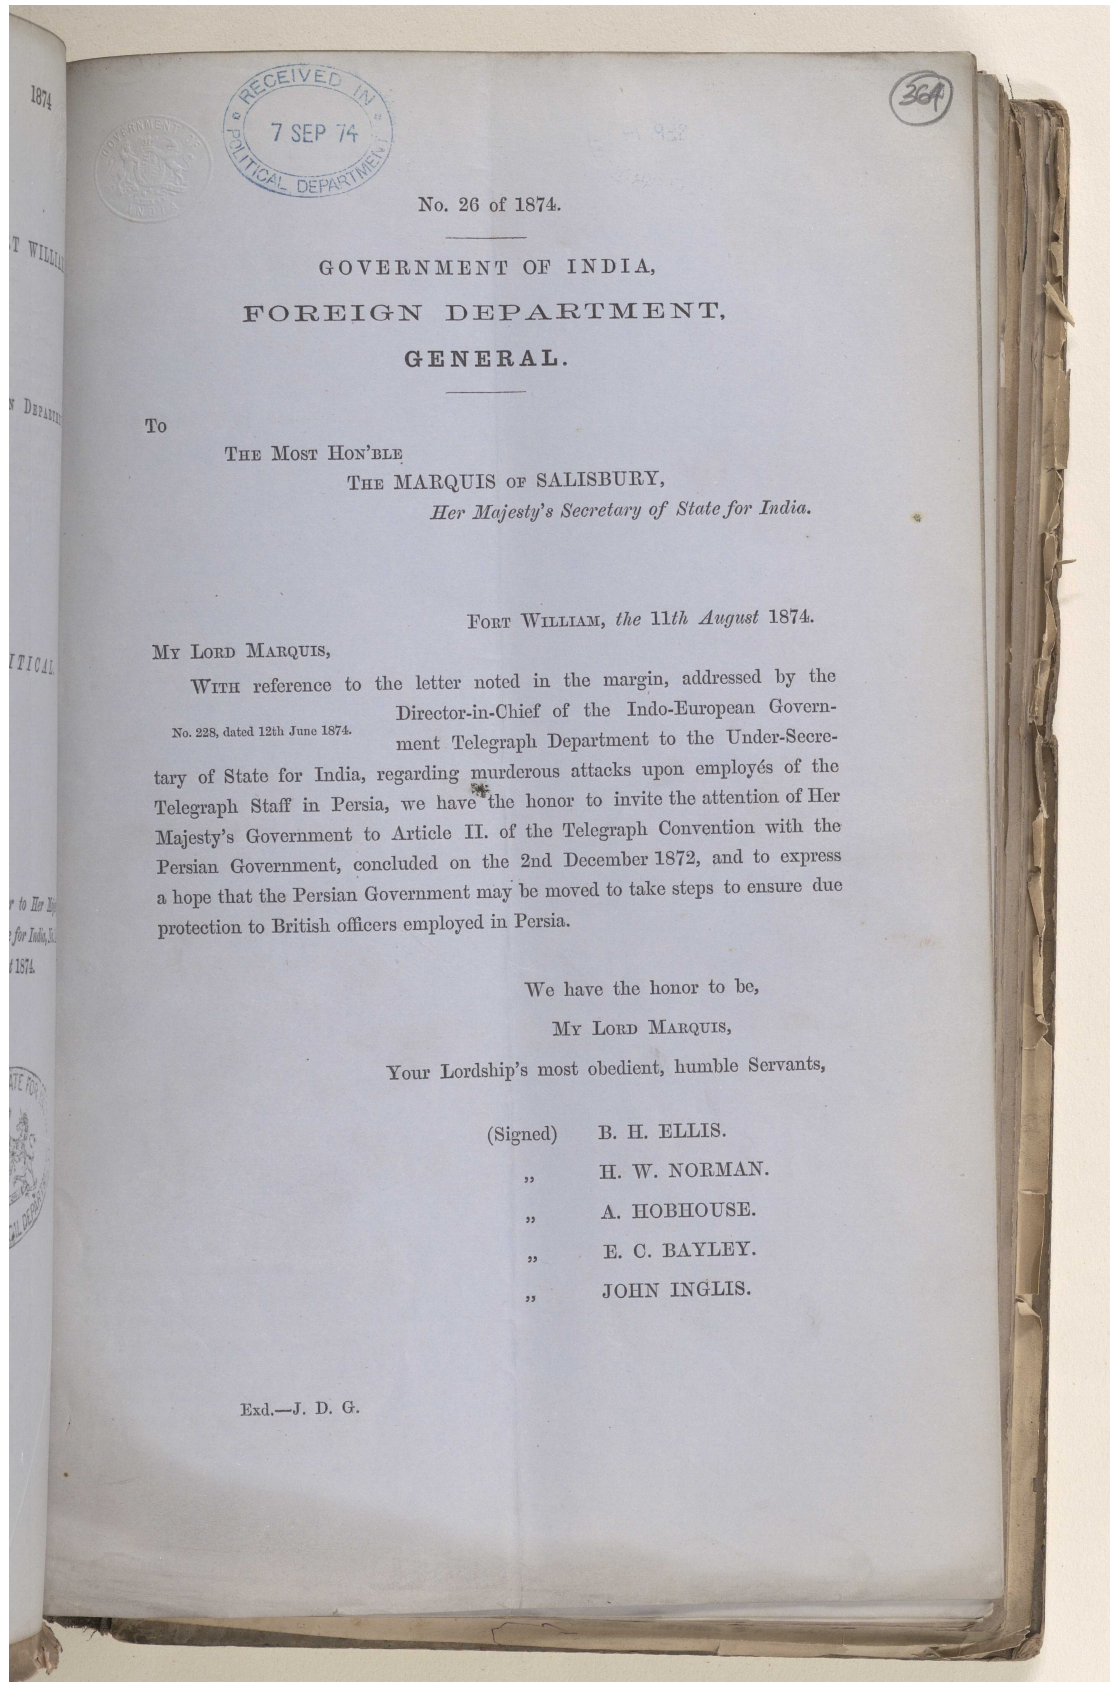 1874
RECEIVED IN
7 SEP 74
POLITICAL DEPARTMENT
364
No. 26 of 1874.
GOVERNMENT OF INDIA,
FOREIGN DEPARTMENT,
GENERAL.
To
THE MOST HON'BLE
THE MARQUIS OF SALISBURY,
Her Majesty's Secretary of State for India.
FORT WILLIAM, the 11th August 1874.
MY LORD MARQUIS,
WITH reference to the letter noted in the margin, addressed by the
Director-in-Chief of the Indo-European Govern-
No. 228, dated 12th June 1874.
ment Telegraph Department to the Under-Secre-
tary of State for India, regarding murderous attacks upon employés of the
Telegraph Staff in Persia, we have the honor to invite the attention of Her
Majesty's Government to Article II. of the Telegraph Convention with the
Persian Government, concluded on the 2nd December 1872, and to express
a hope that the Persian Government may be moved to take steps to ensure due
protection to British officers employed in Persia.
We have the honor to be,
MY LORD MARQUIS,
Your Lordship's most obedient, humble Servants,
(Signed) B. H. ELLIS.
„ H. W. NORMAN.
„ A. HOBHOUSE.
„ E. C. BAYLEY.
„ JOHN INGLIS.
Exd.—J. D. G.